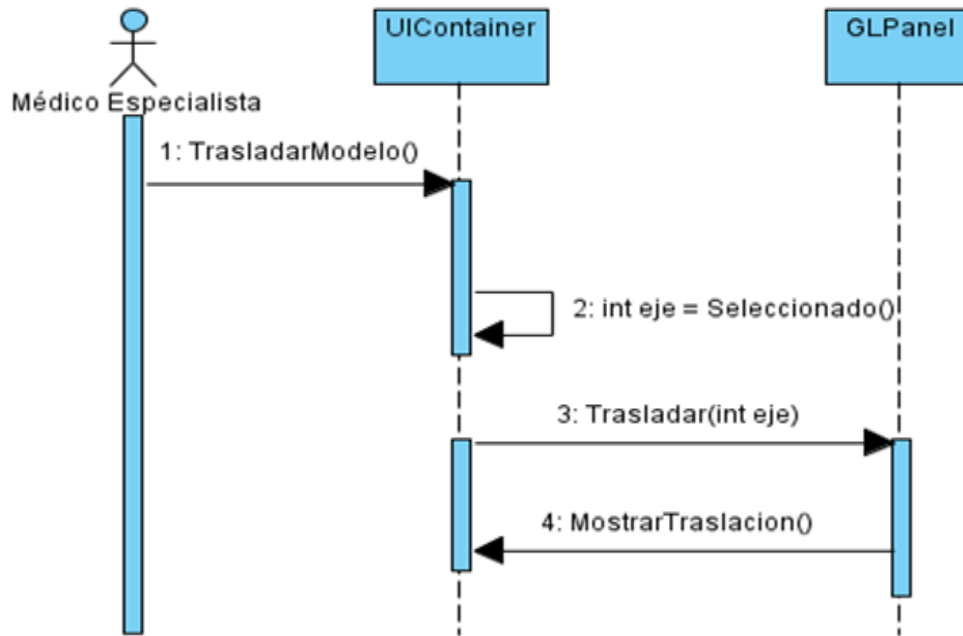 UIContainer
GLPanel
Médico Especialista
1: TrasladarModelo()
2: int eje = Seleccionado()
3: Trasladar(int eje)
4: MostrarTraslacion()